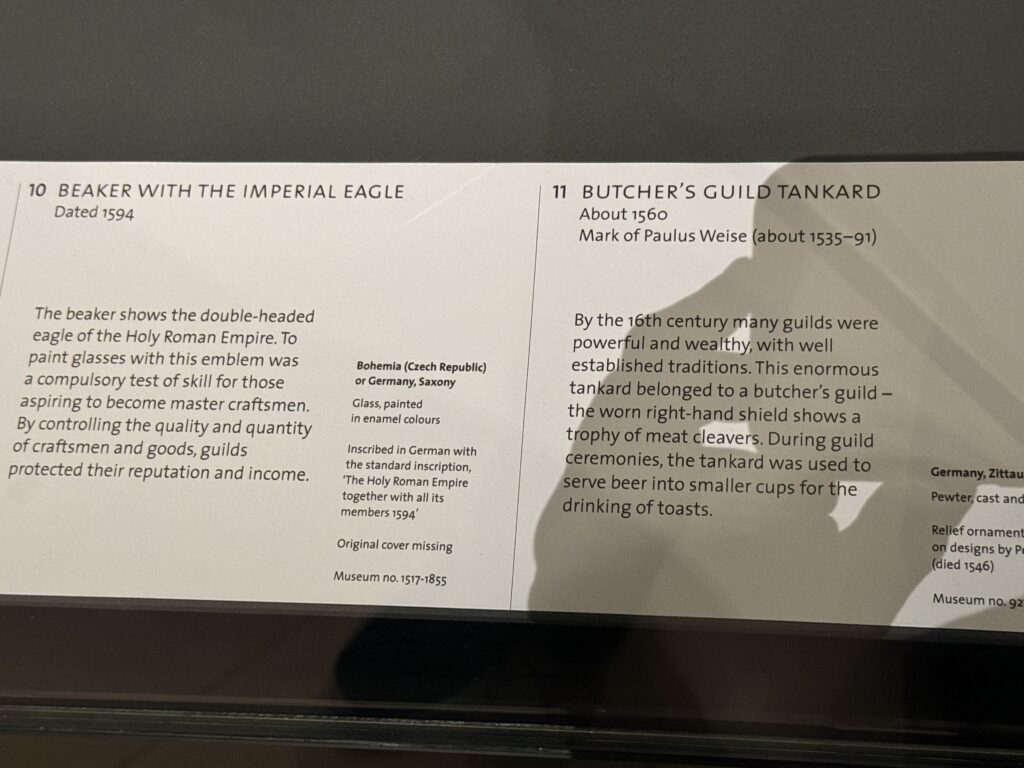 10 BEAKER WITH THE IMPERIAL EAGLE
Dated 1594
The beaker shows the double-headed
eagle of the Holy Roman Empire. To
paint glasses with this emblem was
a compulsory test of skill for those
aspiring to become master craftsmen.
By controlling the quality and quantity
of craftsmen and goods, guilds
protected their reputation and income.
Bohemia (Czech Republic)
or Germany, Saxony
Glass, painted
in enamel colours
Inscribed in German with
the standard inscription,
'The Holy Roman Empire
together with all its
members 1594'
Original cover missing
Museum no. 1517-1855
11 BUTCHER'S GUILD TANKARD
About 1560
Mark of Paulus Weise (about 1535–91)
By the 16th century many guilds were
powerful and wealthy, with well
established traditions. This enormous
tankard belonged to a butcher's guild –
the worn right-hand shield shows a
trophy of meat cleavers. During guild
ceremonies, the tankard was used to
serve beer into smaller cups for the
drinking of toasts.
Germany, Zittau
Pewter, cast and
Relief ornament
on designs by
(died 1546)
Museum no.